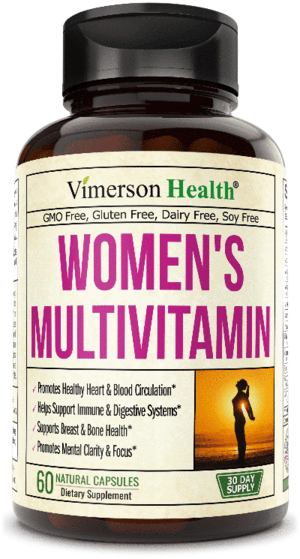 Vimerson Health®
GMO Free, Gluten Free, Dairy Free, Soy Free
WOMEN'S
MULTIVITAMIN
✓ Promotes Healthy Heart & Blood Circulation*
✓ Helps Support Immune & Digestive Systems*
✓ Supports Breast & Bone Health*
✓ Promotes Mental Clarity & Focus*
60 NATURAL CAPSULES
Dietary Supplement
30 DAY
SUPPLY